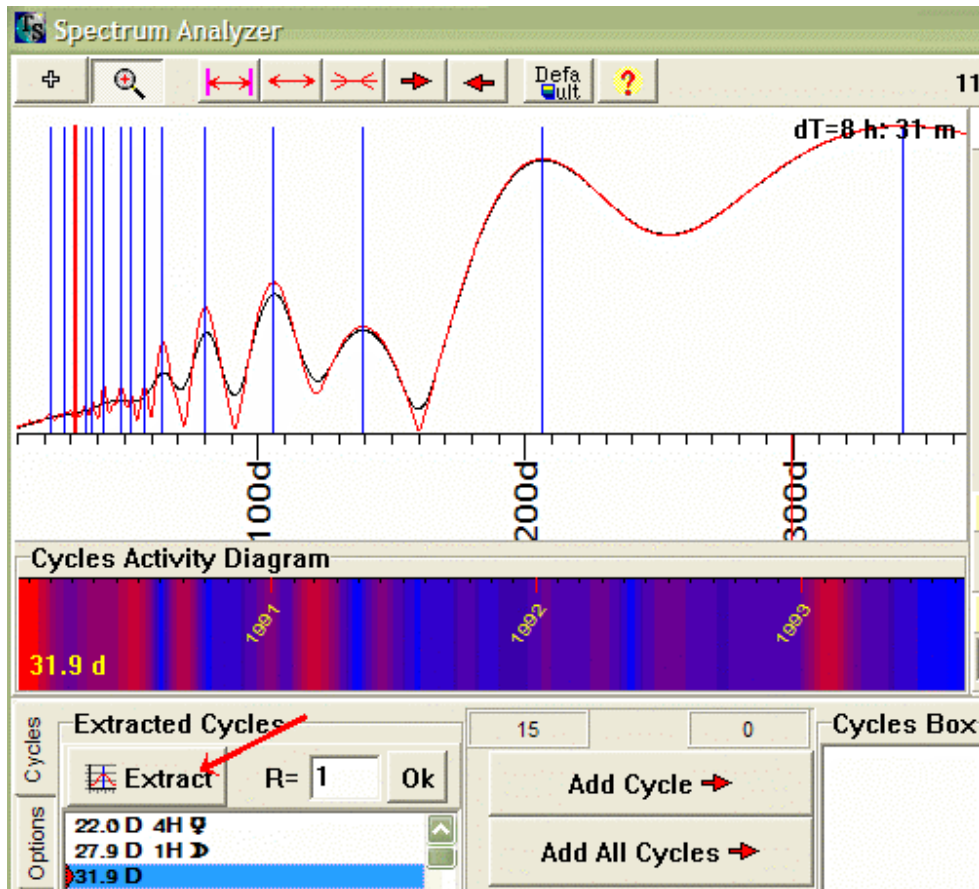 TS Spectrum Analyzer
Default ? 11
dT=8 h: 31 m
100d 200d 300d
Cycles Activity Diagram
1991 1992 1993
31.9 d
Cycles
Options
Extracted Cycles
Extract R= 1 Ok
22.0 D 4H ♀
27.9 D 1H ☽
31.9 D
15 0
Add Cycle
Add All Cycles
Cycles Box